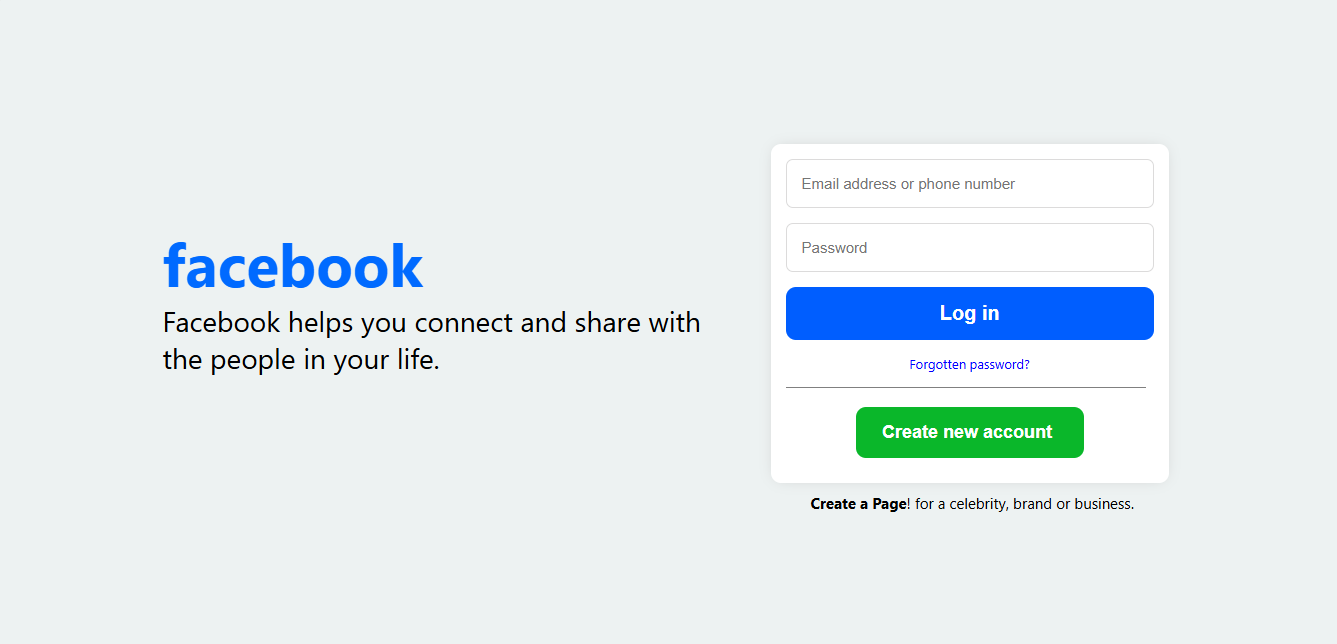 facebook
Facebook helps you connect and share with
the people in your life.
Email address or phone number
Password
Log in
Forgotten password?
Create new account
Create a Page! for a celebrity, brand or business.